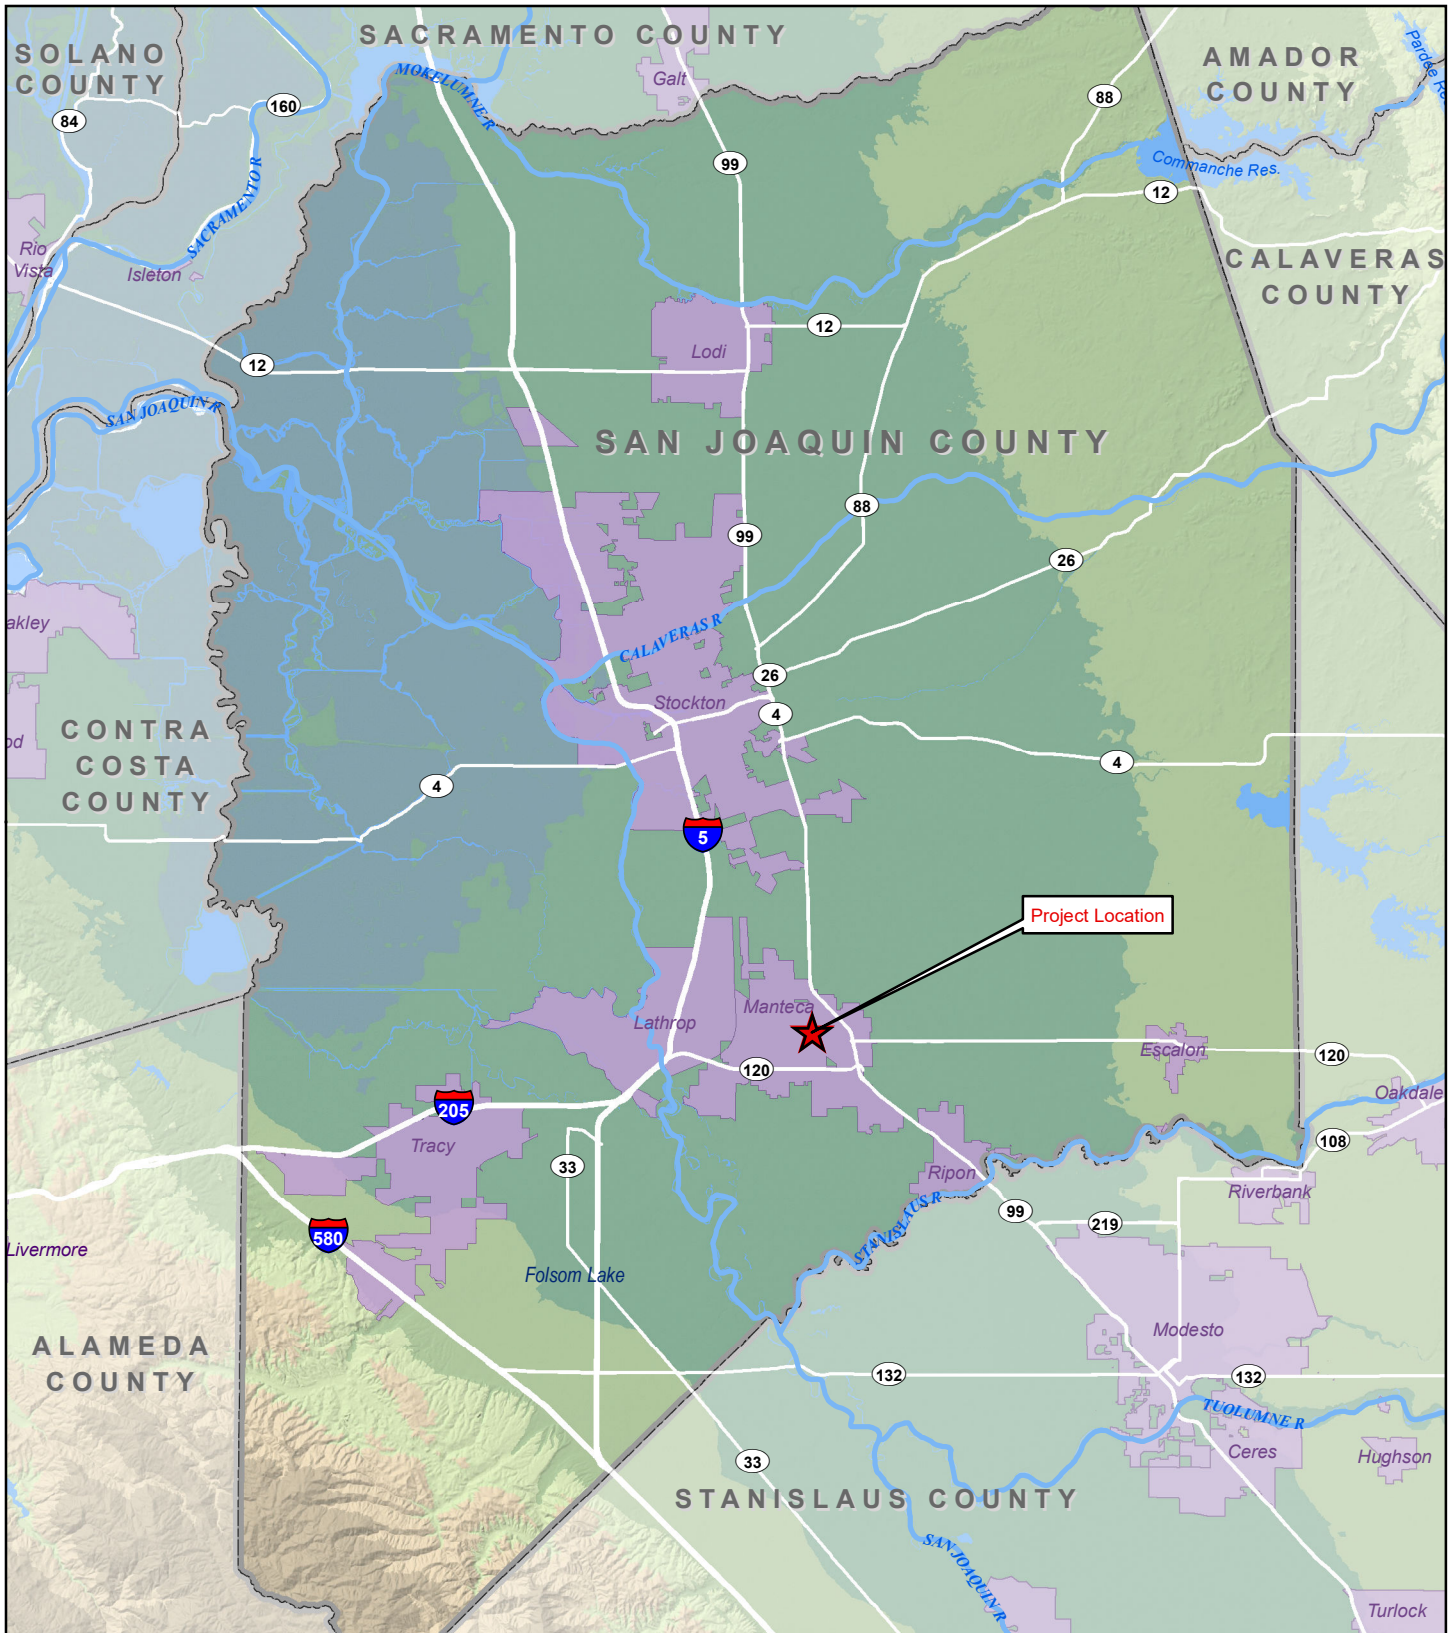 SACRAMENTO COUNTY
SOLANO
COUNTY
AMADOR
COUNTY
MOKELUMNE R
Galt
88
160
84
99
Commanche Res.
12
SACRAMENTO R
Rio
Vista
Isleton
CALAVERAS
COUNTY
12
Lodi
12
SAN JOAQUIN R
SAN JOAQUIN COUNTY
88
99
26
akley
CALAVERAS R
26
Stockton
4
CONTRA
COSTA
COUNTY
od
4
4
5
Project Location
Manteca
Lathrop
Escalon
120
120
Oakdale
205
Tracy
108
33
Ripon
Riverbank
STANISLAUS R
99
219
580
Livermore
Folsom Lake
ALAMEDA
COUNTY
Modesto
132
132
TUOLUMNE R
Ceres
Hughson
33
STANISLAUS COUNTY
SAN JOAQUIN R
Turlock